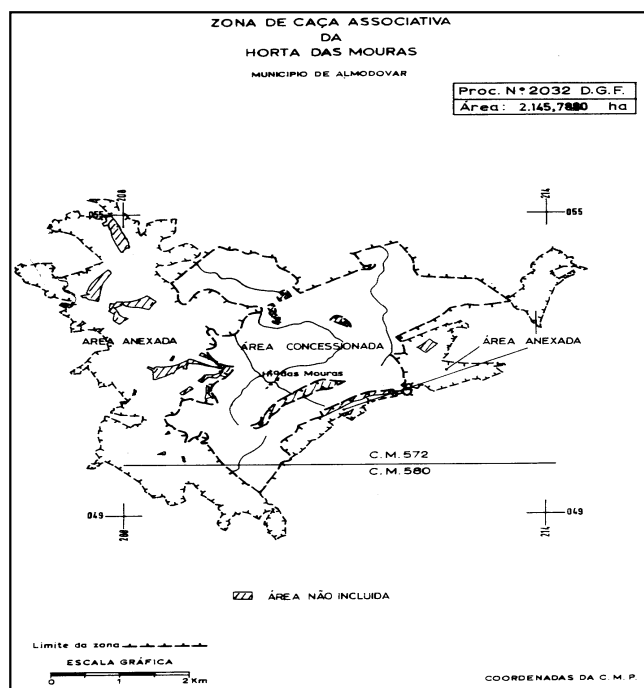 ZONA DE CAÇA ASSOCIATIVA
DA
HORTA DAS MOURAS
MUNICIPIO DE ALMODOVAR
Proc. Nº 2032 D.G.F.
Área: 2.145,7880 ha
208
214
055
055
ÁREA ANEXADA
ÁREA CONCESSIONADA
ÁREA ANEXADA
das Mouras
C.M.572
C.M.580
049
049
208
214
ÁREA NÃO INCLUIDA
Limite da zona
ESCALA GRÁFICA
0 1 2 Km
COORDENADAS DA C.M.P.